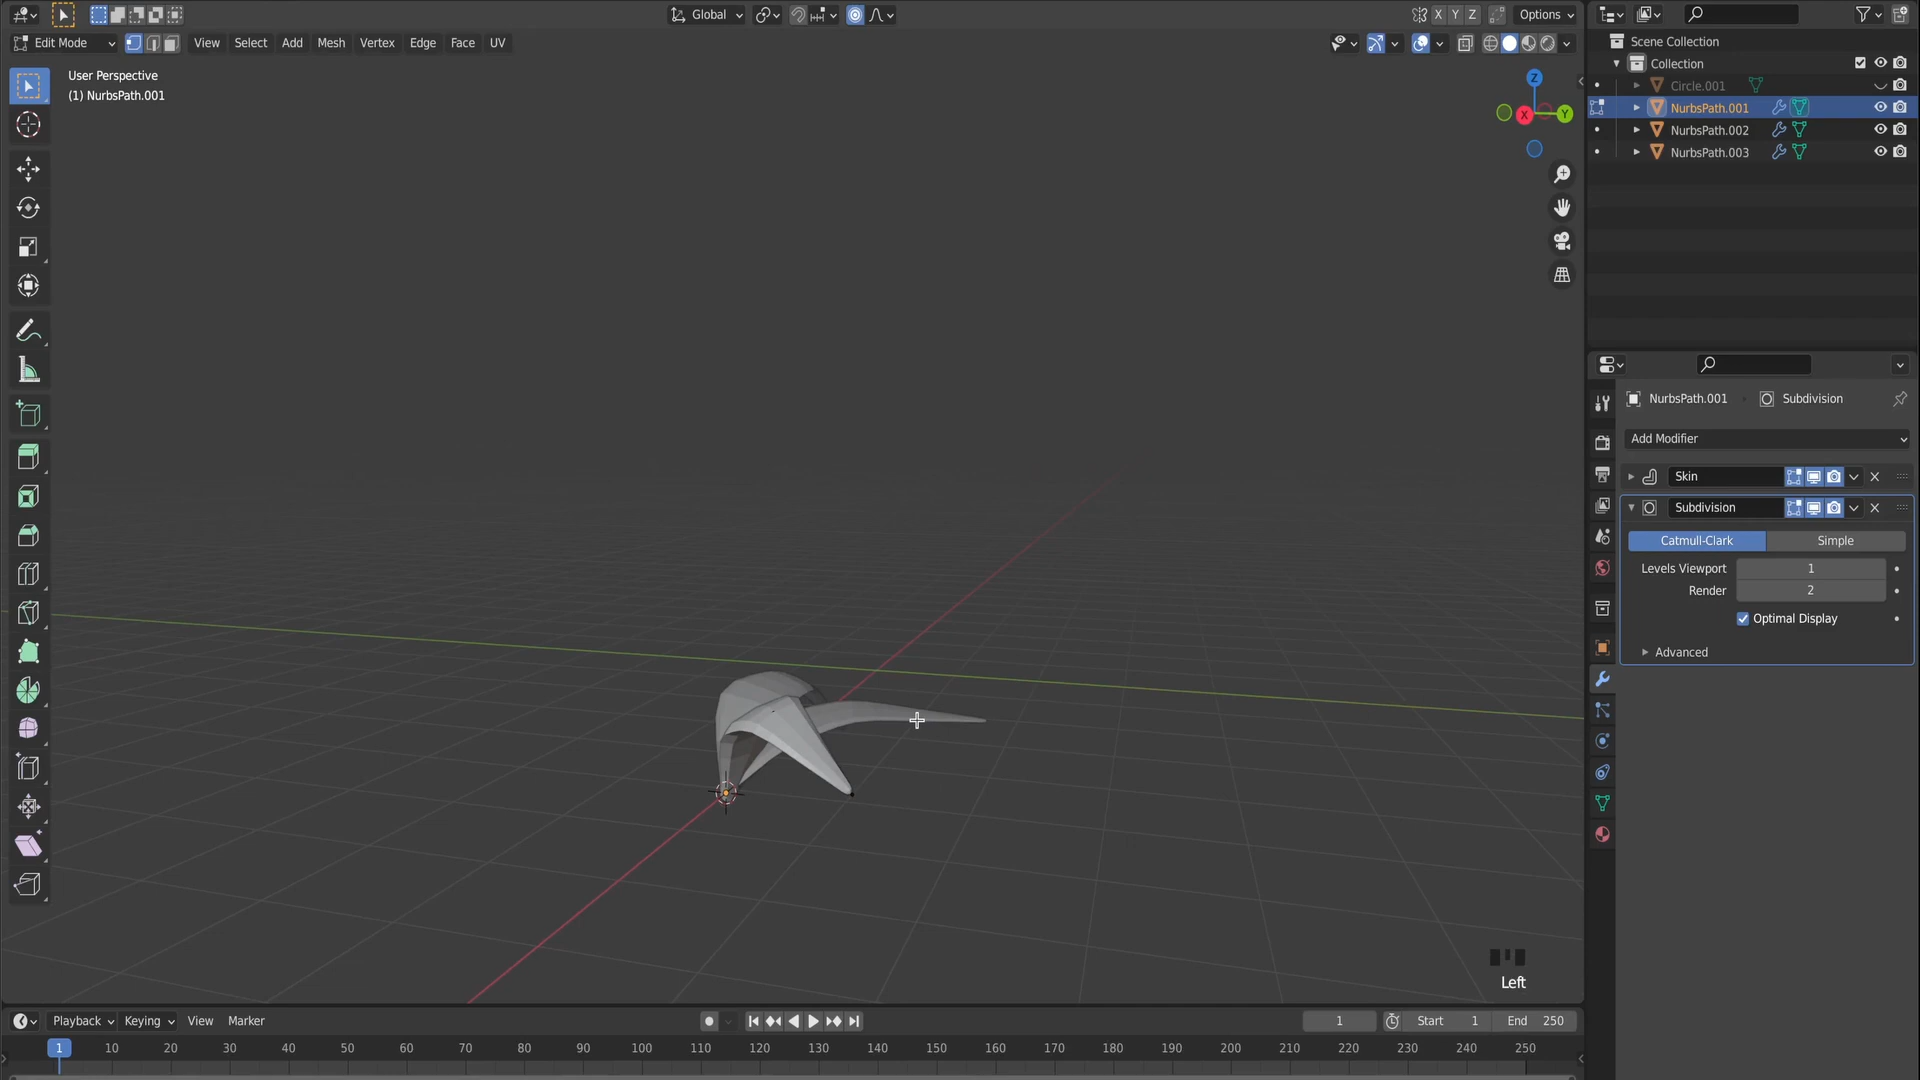 Global
X Y Z
Options
Edit Mode
View
Select
Add
Mesh
Vertex
Edge
Face
UV
User Perspective
(1) NurbsPath.001
Z
X
Y
Scene Collection
Collection
Circle.001
NurbsPath.001
NurbsPath.002
NurbsPath.003
NurbsPath.001
Subdivision
Add Modifier
Skin
Subdivision
Catmull-Clark
Simple
Levels Viewport
1
Render
2
Optimal Display
Advanced
Left
Playback
Keying
View
Marker
1
Start
1
End
250
1
10
20
30
40
50
60
70
80
90
100
110
120
130
140
150
160
170
180
190
200
210
220
230
240
250